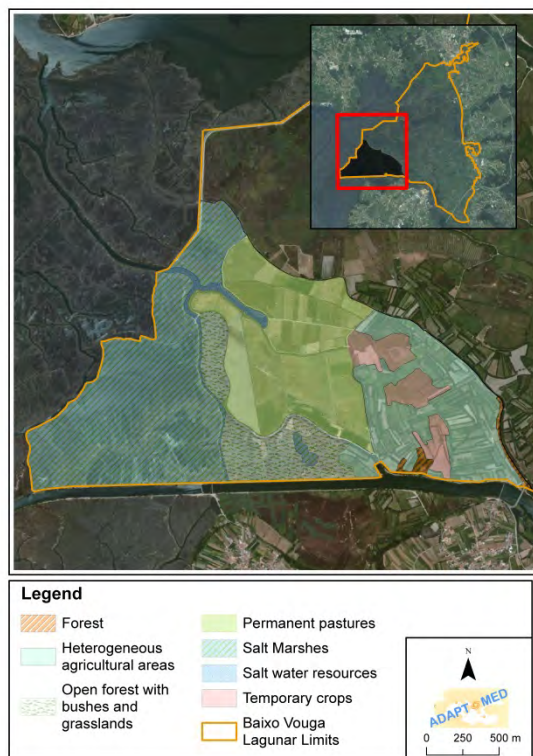 Legend
Forest
Heterogeneous
agricultural areas
Open forest with
bushes and
grasslands
Permanent pastures
Salt Marshes
Salt water resources
Temporary crops
Baixo Vouga
Lagunar Limits
N
ADAPT MED
0 250 500 m